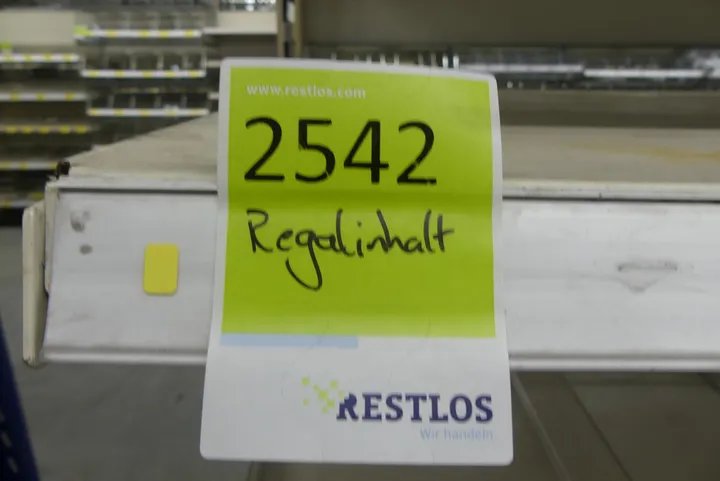 www.restlos.com
2542
Regalinhalt
RESTLOS
Wir handeln